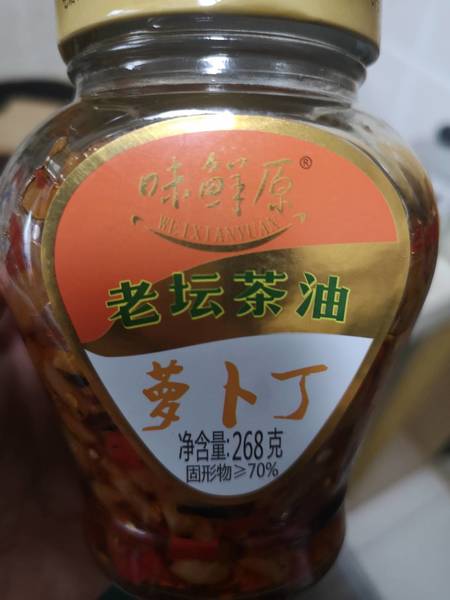 味鲜原®
WEIXIANYUAN
老坛茶油
萝卜丁
净含量:268克
固形物≥70%